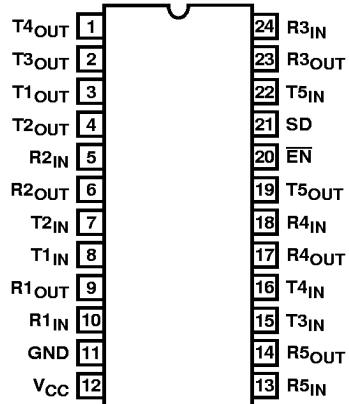 T4OUT 1 24 R3IN
T3OUT 2 23 R3OUT
T1OUT 3 22 T5IN
T2OUT 4 21 SD
R2IN 5 20 EN
R2OUT 6 19 T5OUT
T2IN 7 18 R4IN
T1IN 8 17 R4OUT
R1OUT 9 16 T4IN
R1IN 10 15 T3IN
GND 11 14 R5OUT
VCC 12 13 R5IN